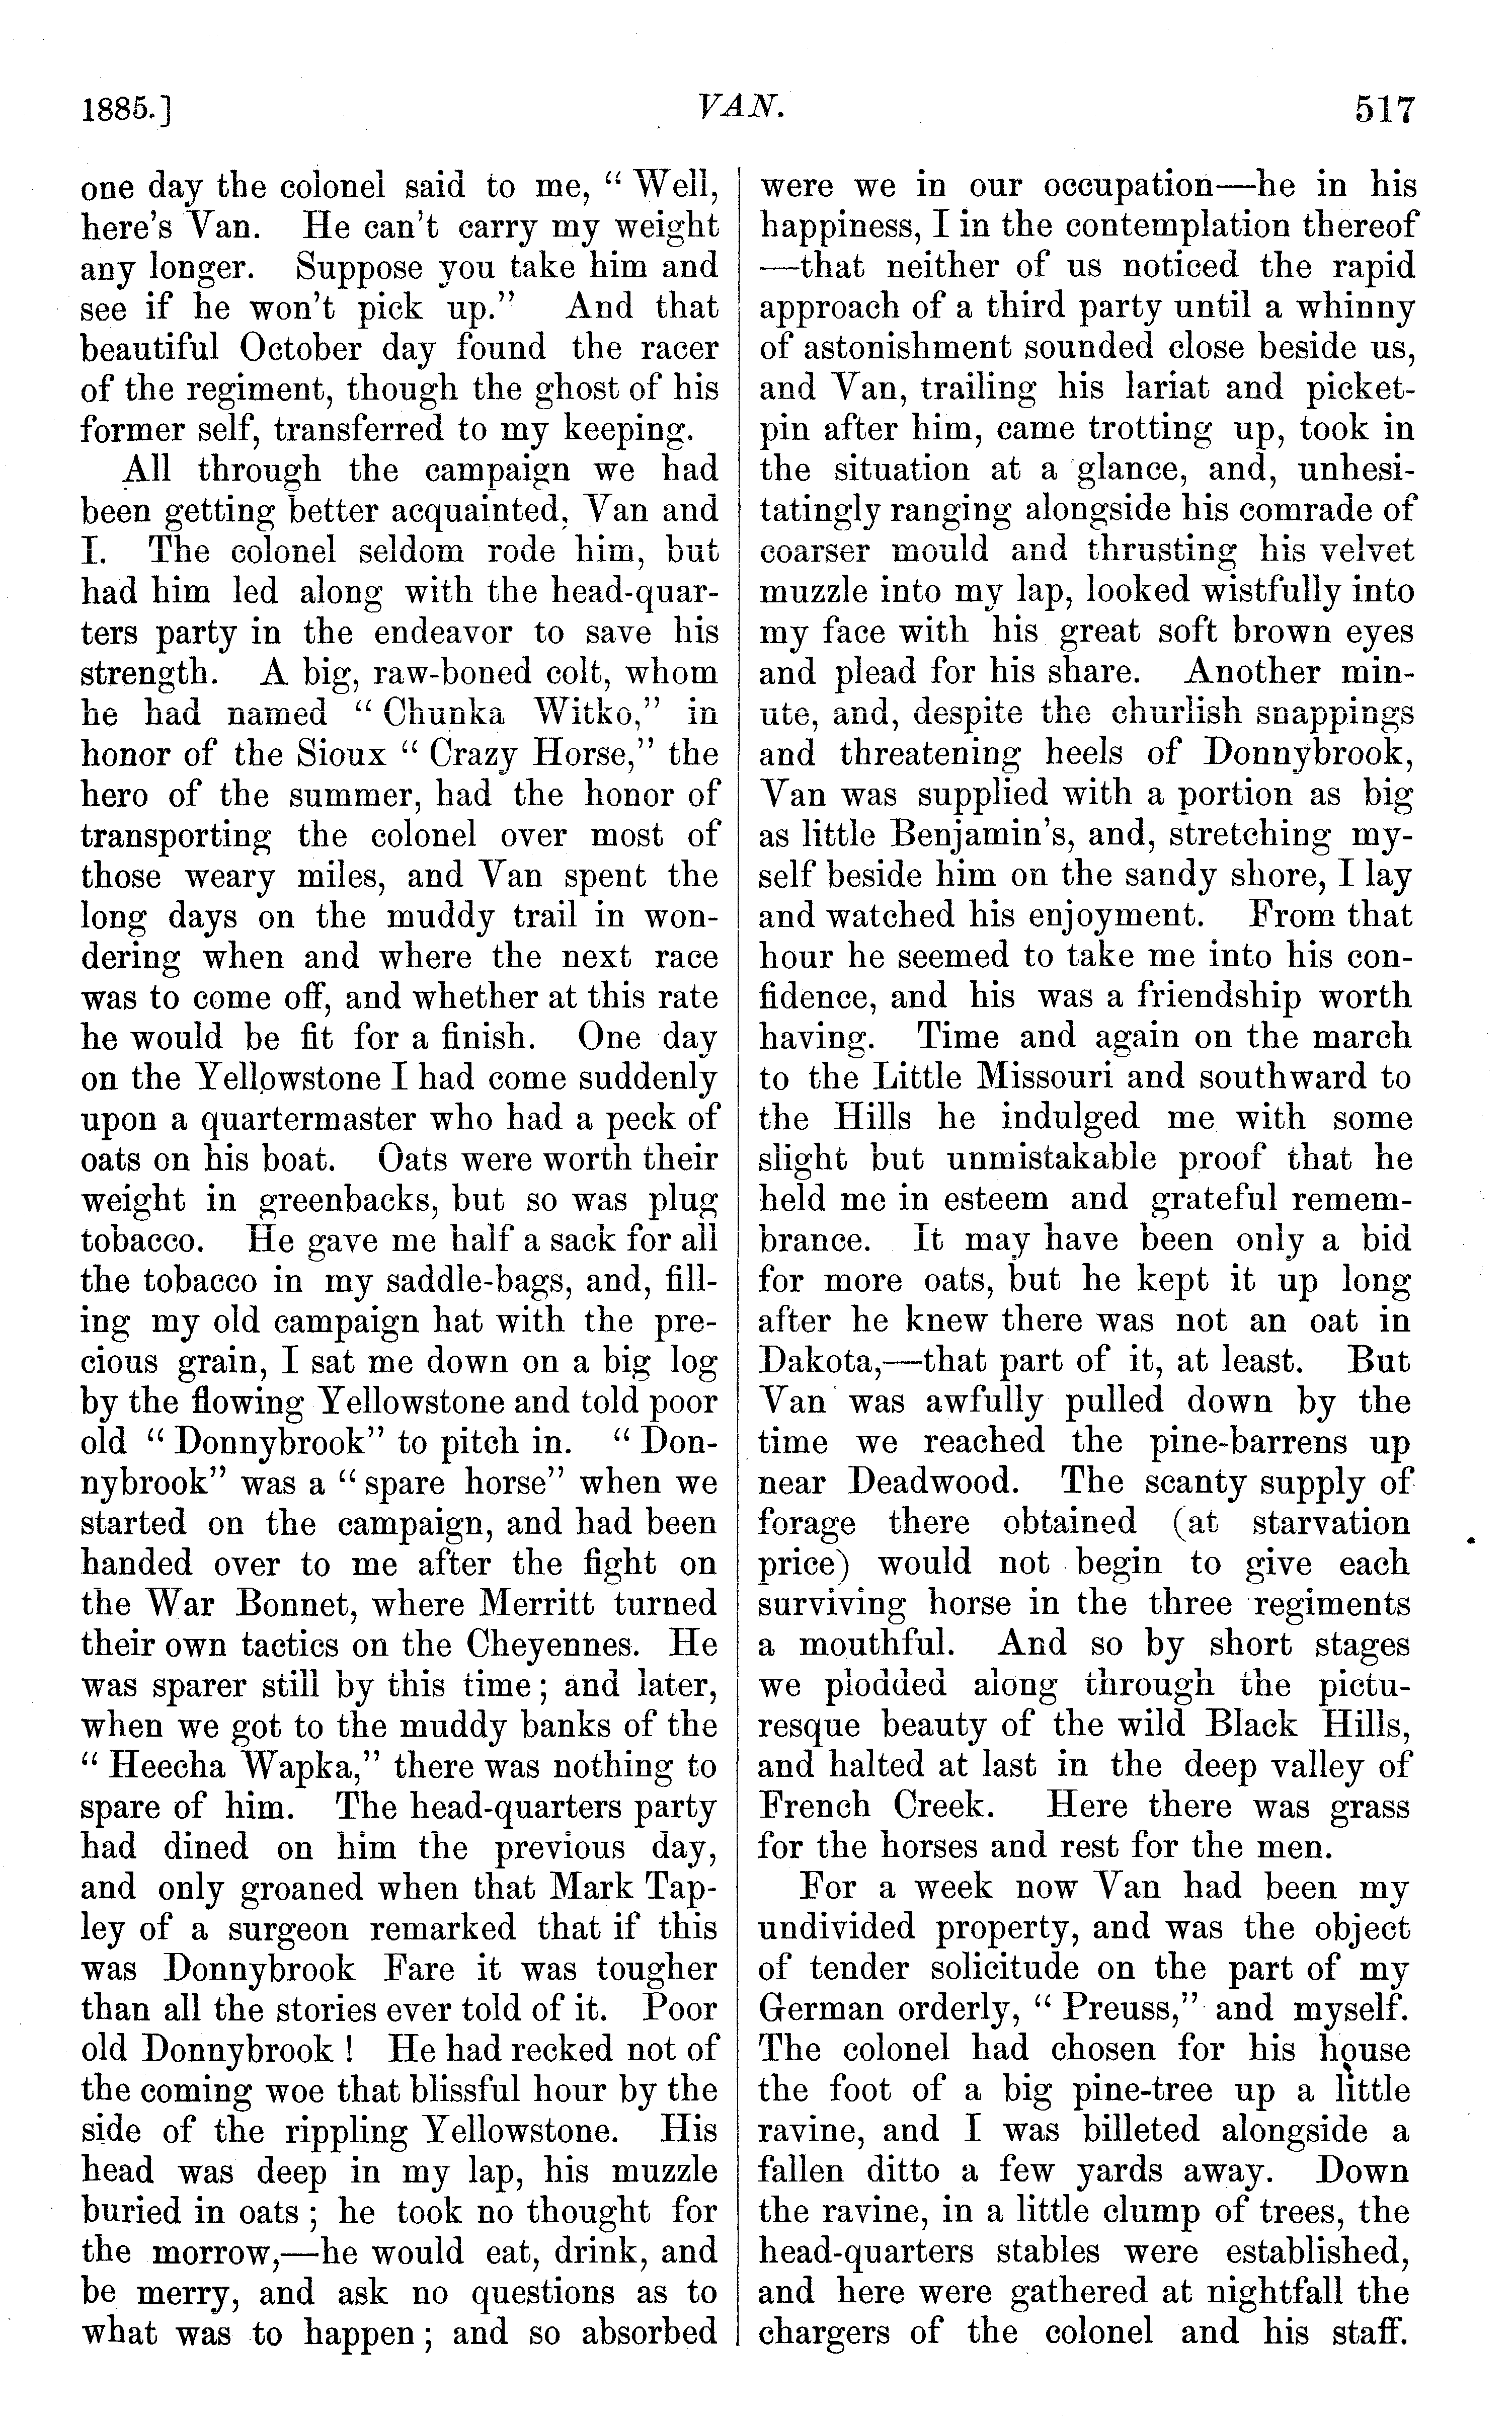 1885.] VAN. 517
one day the colonel said to me, “ Well,
here's Van. He can't carry my weight
any longer. Suppose you take him and
see if he won't pick up.” And that
beautiful October day found the racer
of the regiment, though the ghost of his
former self, transferred to my keeping.
All through the campaign we had
been getting better acquainted, Van and
I. The colonel seldom rode him, but
had him led along with the head-quar-
ters party in the endeavor to save his
strength. A big, raw-boned colt, whom
he had named “ Chunka Witko,” in
honor of the Sioux “ Crazy Horse,” the
hero of the summer, had the honor of
transporting the colonel over most of
those weary miles, and Van spent the
long days on the muddy trail in won-
dering when and where the next race
was to come off, and whether at this rate
he would be fit for a finish. One day
on the Yellowstone I had come suddenly
upon a quartermaster who had a peck of
oats on his boat. Oats were worth their
weight in greenbacks, but so was plug
tobacco. He gave me half a sack for all
the tobacco in my saddle-bags, and, fill-
ing my old campaign hat with the pre-
cious grain, I sat me down on a big log
by the flowing Yellowstone and told poor
old “ Donnybrook” to pitch in. “ Don-
nybrook” was a “ spare horse” when we
started on the campaign, and had been
handed over to me after the fight on
the War Bonnet, where Merritt turned
their own tactics on the Cheyennes. He
was sparer still by this time ; and later,
when we got to the muddy banks of the
“ Heecha Wapka,” there was nothing to
spare of him. The head-quarters party
had dined on him the previous day,
and only groaned when that Mark Tap-
ley of a surgeon remarked that if this
was Donnybrook Fare it was tougher
than all the stories ever told of it. Poor
old Donnybrook ! He had recked not of
the coming woe that blissful hour by the
side of the rippling Yellowstone. His
head was deep in my lap, his muzzle
buried in oats ; he took no thought for
the morrow,—he would eat, drink, and
be merry, and ask no questions as to
what was to happen ; and so absorbed
were we in our occupation—he in his
happiness, I in the contemplation thereof
—that neither of us noticed the rapid
approach of a third party until a whinny
of astonishment sounded close beside us,
and Van, trailing his lariat and picket-
pin after him, came trotting up, took in
the situation at a glance, and, unhesi-
tatingly ranging alongside his comrade of
coarser mould and thrusting his velvet
muzzle into my lap, looked wistfully into
my face with his great soft brown eyes
and plead for his share. Another min-
ute, and, despite the churlish snappings
and threatening heels of Donnybrook,
Van was supplied with a portion as big
as little Benjamin's, and, stretching my-
self beside him on the sandy shore, I lay
and watched his enjoyment. From that
hour he seemed to take me into his con-
fidence, and his was a friendship worth
having. Time and again on the march
to the Little Missouri and southward to
the Hills he indulged me with some
slight but unmistakable proof that he
held me in esteem and grateful remem-
brance. It may have been only a bid
for more oats, but he kept it up long
after he knew there was not an oat in
Dakota,—that part of it, at least. But
Van was awfully pulled down by the
time we reached the pine-barrens up
near Deadwood. The scanty supply of
forage there obtained (at starvation
price) would not begin to give each
surviving horse in the three regiments
a mouthful. And so by short stages
we plodded along through the pictu-
resque beauty of the wild Black Hills,
and halted at last in the deep valley of
French Creek. Here there was grass
for the horses and rest for the men.
For a week now Van had been my
undivided property, and was the object
of tender solicitude on the part of my
German orderly, “ Preuss,” and myself.
The colonel had chosen for his house
the foot of a big pine-tree up a little
ravine, and I was billeted alongside a
fallen ditto a few yards away. Down
the ravine, in a little clump of trees, the
head-quarters stables were established,
and here were gathered at nightfall the
chargers of the colonel and his staff.